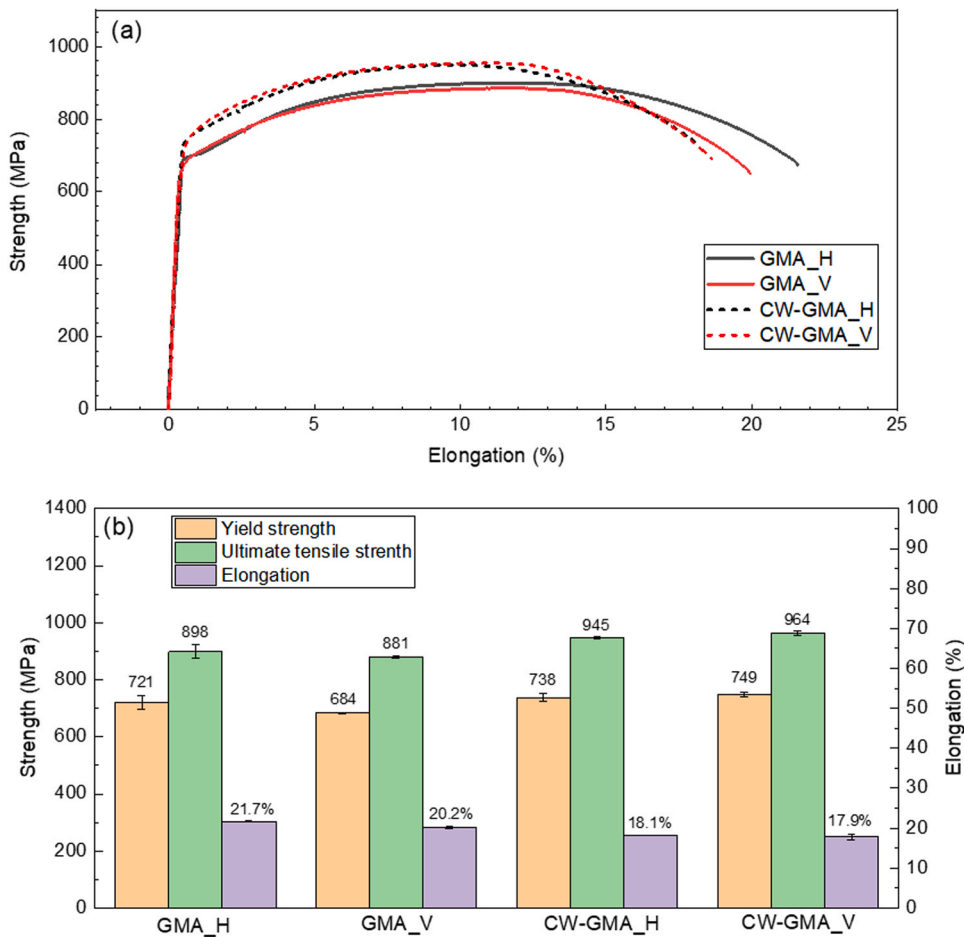 (a)
Strength (MPa)
1000
800
600
400
200
0
0
5
10
15
20
25
Elongation (%)
GMA_H
GMA_V
CW-GMA_H
CW-GMA_V
(b)
Strength (MPa)
1400
1200
1000
800
600
400
200
0
Yield strength
Ultimate tensile strenth
Elongation
721
898
21.7%
684
881
20.2%
738
945
18.1%
749
964
17.9%
100
90
80
70
60
50
40
30
20
10
0
Elongation (%)
GMA_H
GMA_V
CW-GMA_H
CW-GMA_V